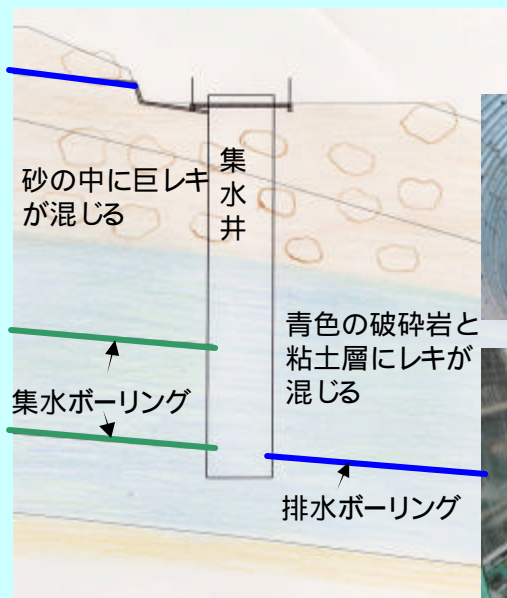 集
水
井
砂の中に巨レキ
が混じる
青色の破砕岩と
粘土層にレキが
混じる
集水ボーリング
排水ボーリング